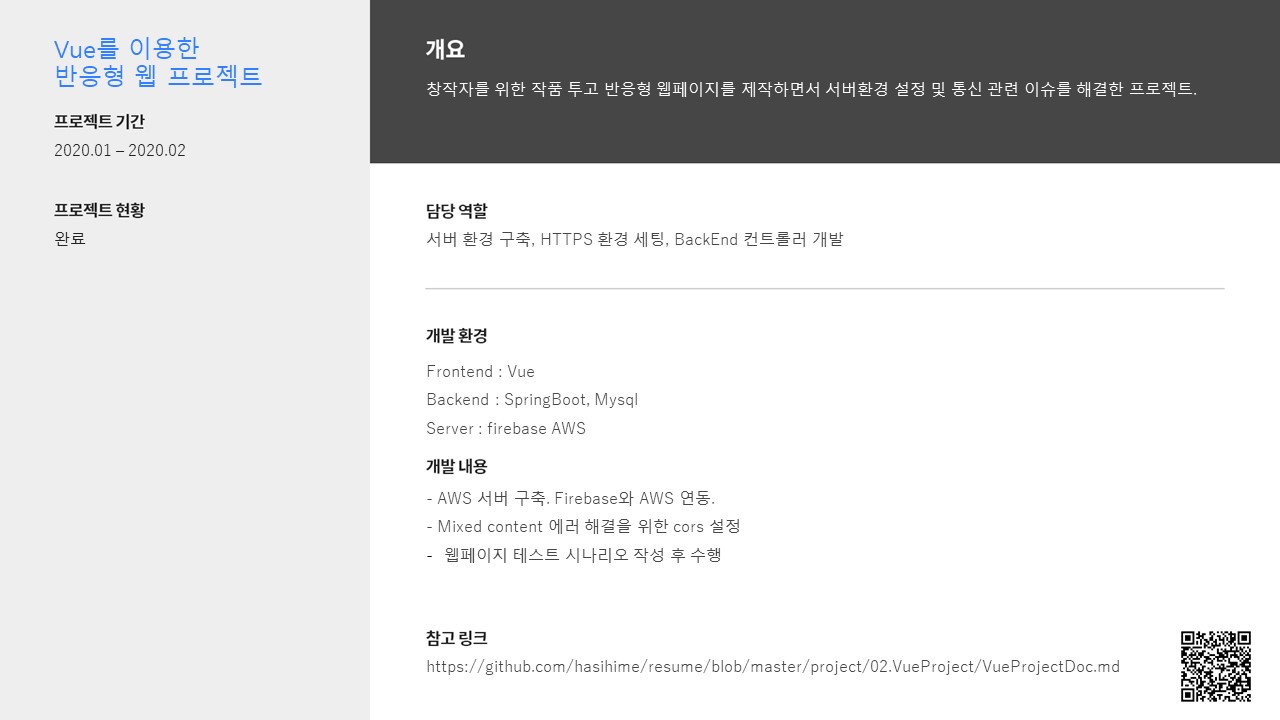 Vue를 이용한
반응형 웹 프로젝트
프로젝트 기간
2020.01 – 2020.02
프로젝트 현황
완료
개요
창작자를 위한 작품 투고 반응형 웹페이지를 제작하면서 서버환경 설정 및 통신 관련 이슈를 해결한 프로젝트.
담당 역할
서버 환경 구축, HTTPS 환경 세팅, BackEnd 컨트롤러 개발
개발 환경
Frontend : Vue
Backend : SpringBoot, Mysql
Server : firebase AWS
개발 내용
- AWS 서버 구축. Firebase와 AWS 연동.
- Mixed content 에러 해결을 위한 cors 설정
- 웹페이지 테스트 시나리오 작성 후 수행
참고 링크
https://github.com/hasihime/resume/blob/master/project/02.VueProject/VueProjectDoc.md